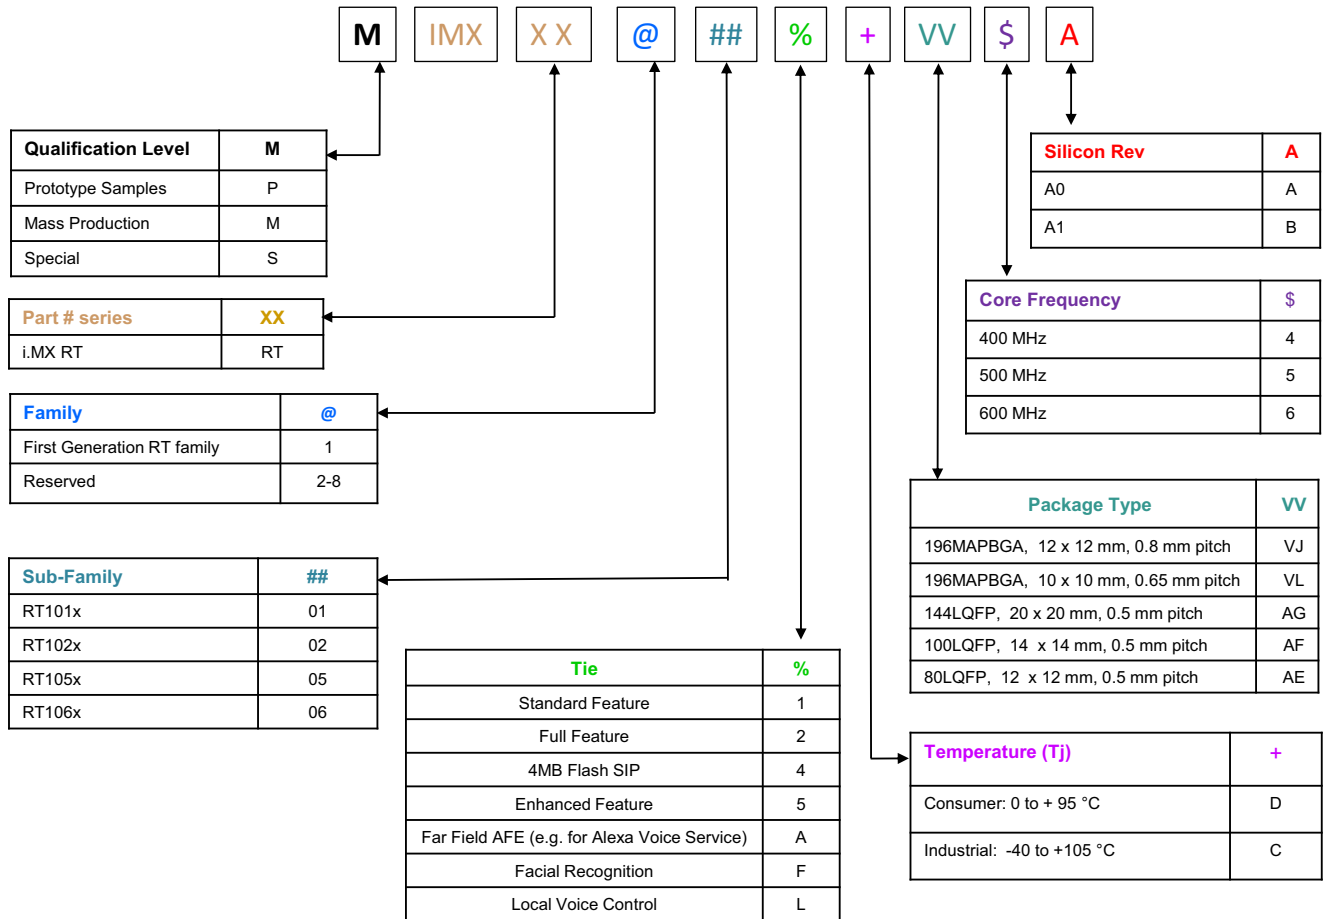 M IMX X X @ ## % + VV $ A
Qualification Level M
Prototype Samples P
Mass Production M
Special S
Part # series XX
i.MX RT RT
Family @
First Generation RT family 1
Reserved 2-8
Sub-Family ##
RT101x 01
RT102x 02
RT105x 05
RT106x 06
Tie %
Standard Feature 1
Full Feature 2
4MB Flash SIP 4
Enhanced Feature 5
Far Field AFE (e.g. for Alexa Voice Service) A
Facial Recognition F
Local Voice Control L
Silicon Rev A
A0 A
A1 B
Core Frequency $
400 MHz 4
500 MHz 5
600 MHz 6
Package Type VV
196MAPBGA, 12 x 12 mm, 0.8 mm pitch VJ
196MAPBGA, 10 x 10 mm, 0.65 mm pitch VL
144LQFP, 20 x 20 mm, 0.5 mm pitch AG
100LQFP, 14 x 14 mm, 0.5 mm pitch AF
80LQFP, 12 x 12 mm, 0.5 mm pitch AE
Temperature (Tj) +
Consumer: 0 to + 95 °C D
Industrial: -40 to +105 °C C